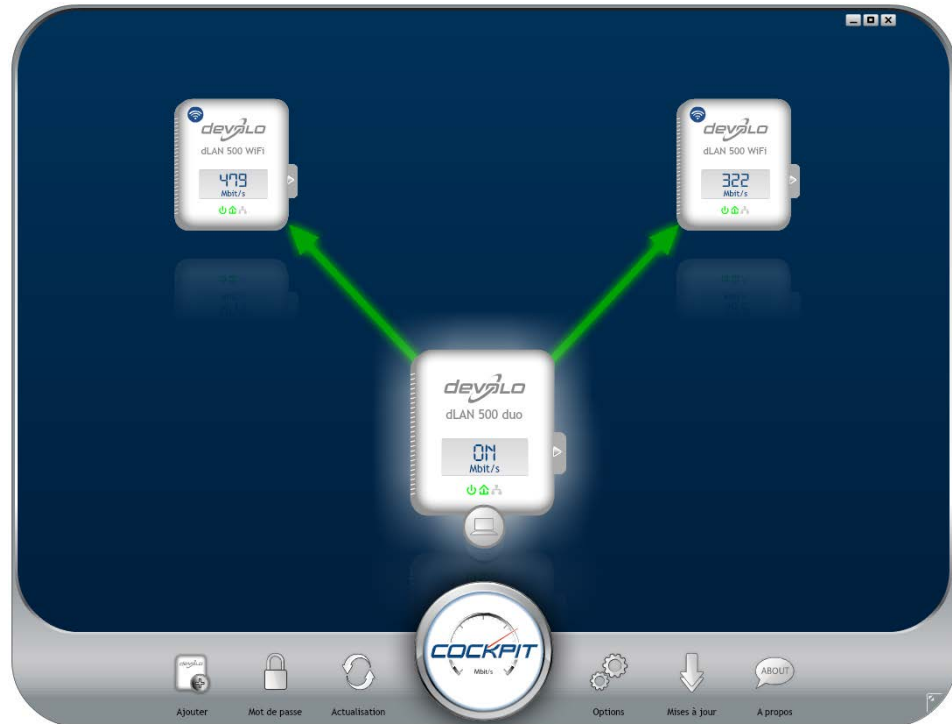 devolo
dLAN 500 WiFi
479
Mbit/s
devolo
dLAN 500 WiFi
322
Mbit/s
devolo
dLAN 500 duo
ON
Mbit/s
COCKPIT
Mbit/s
devolo
Ajouter
Mot de passe
Actualisation
Options
Mises à jour
ABOUT
A propos